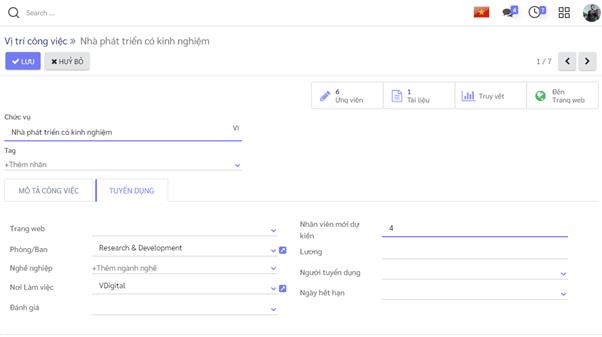 Search...
4
7
Vị trí công việc » Nhà phát triển có kinh nghiệm
LƯU
HUỶ BỎ
1 / 7
6
Ứng viên
1
Tài liệu
Truy vết
Đến
Trang web
Chức vụ
Nhà phát triển có kinh nghiệm
VI
Tag
+Thêm nhãn
MÔ TẢ CÔNG VIỆC
TUYỂN DỤNG
Trang web
Phòng/Ban
Research & Development
Nghề nghiệp
+Thêm ngành nghề
Nơi Làm việc
VDigital
Đánh giá
Nhân viên mới dự
kiến
4
Lương
Người tuyển dụng
Ngày hết hạn